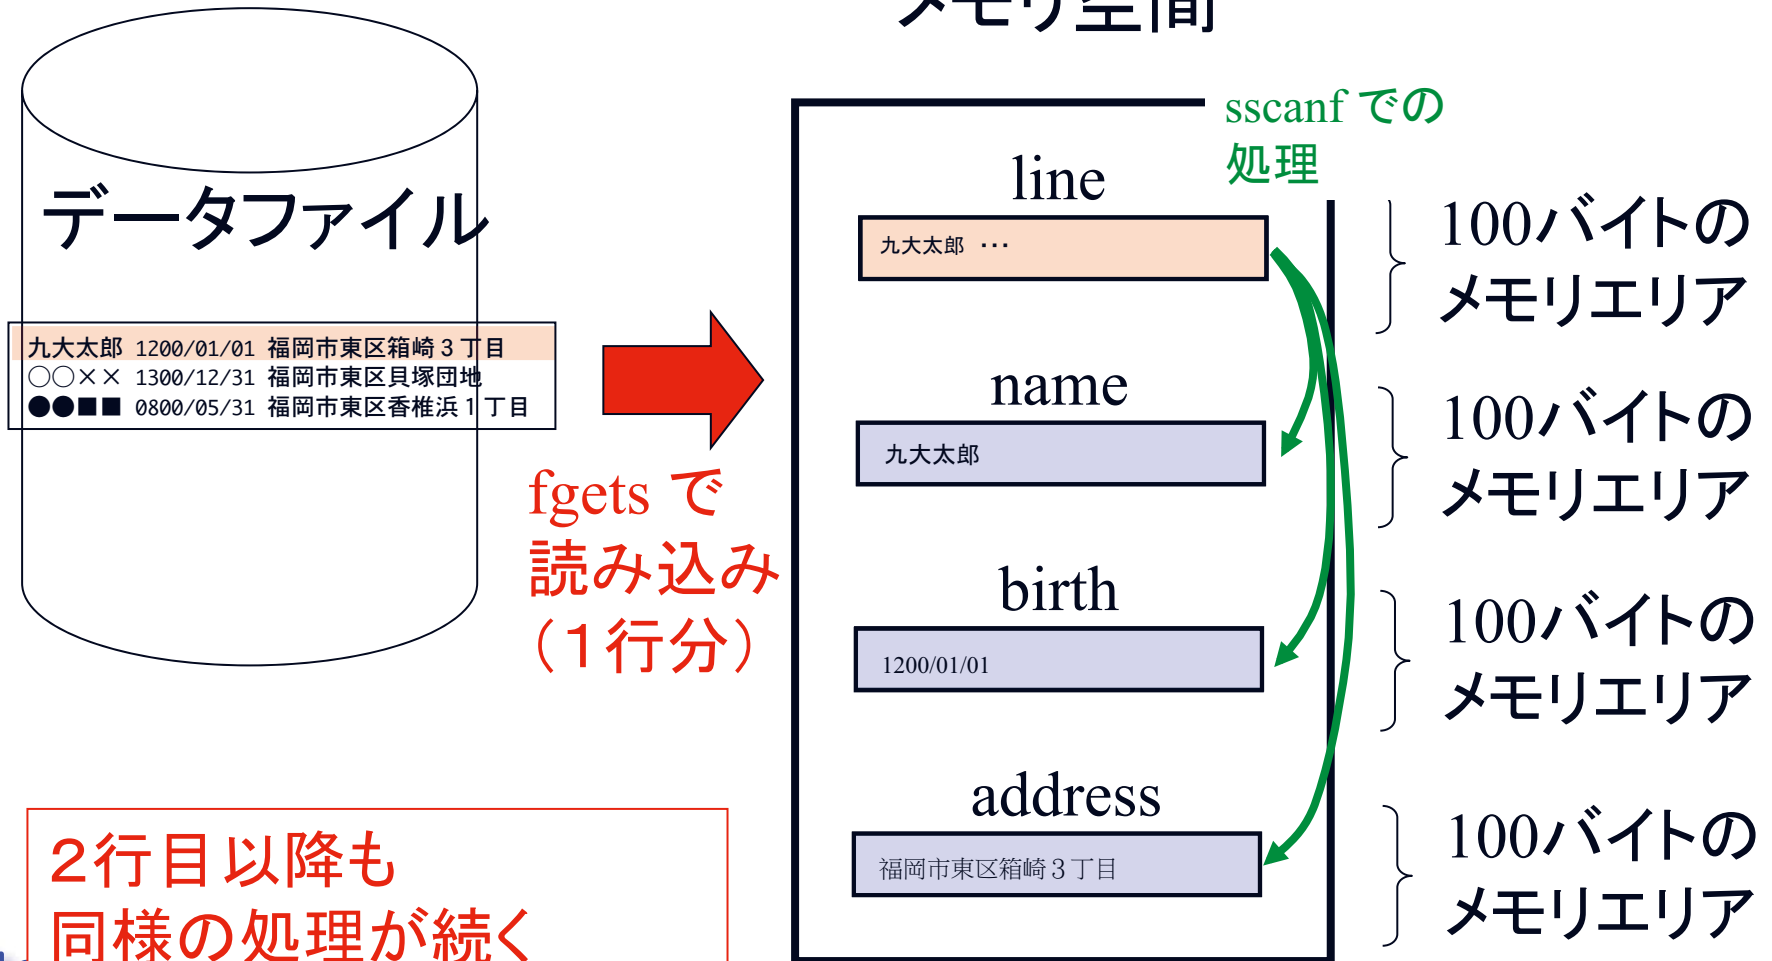 メモリ空間
データファイル
九大太郎 1200/01/01 福岡市東区箱崎３丁目
○○×× 1300/12/31 福岡市東区貝塚団地
●●■■ 0800/05/31 福岡市東区香椎浜１丁目
fgets で
読み込み
（１行分）
２行目以降も
同様の処理が続く
sscanf での
処理
line
九大太郎 …
100バイトの
メモリエリア
name
九大太郎
100バイトの
メモリエリア
birth
1200/01/01
100バイトの
メモリエリア
address
福岡市東区箱崎３丁目
100バイトの
メモリエリア